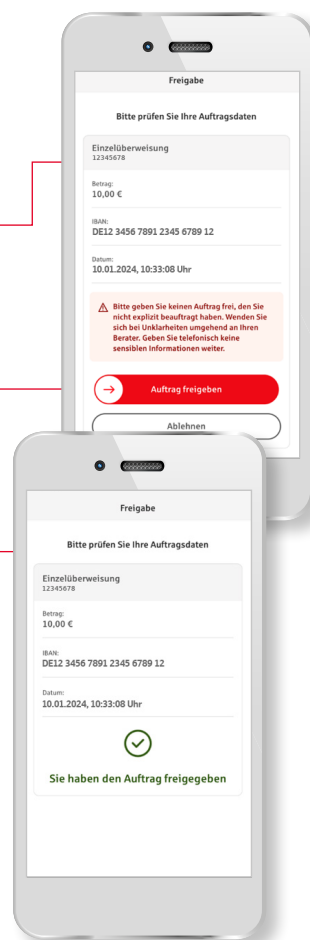 Freigabe
Bitte prüfen Sie Ihre Auftragsdaten
Einzelüberweisung
12345678
Betrag:
10,00 €
IBAN:
DE12 3456 7891 2345 6789 12
Datum:
10.01.2024, 10:33:08 Uhr
Bitte geben Sie keinen Auftrag frei, den Sie
nicht explizit beauftragt haben. Wenden Sie
sich bei Unklarheiten umgehend an Ihren
Berater. Geben Sie telefonisch keine
sensiblen Informationen weiter.
Auftrag freigeben
Ablehnen
Freigabe
Bitte prüfen Sie Ihre Auftragsdaten
Einzelüberweisung
12345678
Betrag:
10,00 €
IBAN:
DE12 3456 7891 2345 6789 12
Datum:
10.01.2024, 10:33:08 Uhr
Sie haben den Auftrag freigegeben